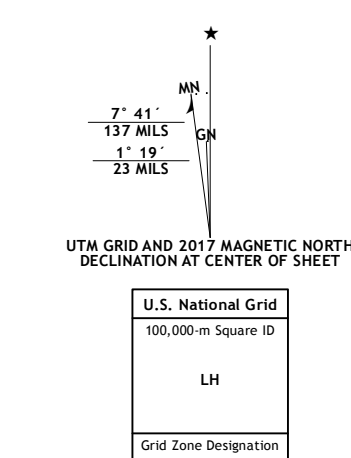 ★
MN
7° 41´
137 MILS
GN
1° 19´
23 MILS
UTM GRID AND 2017 MAGNETIC NORTH
DECLINATION AT CENTER OF SHEET
U.S. National Grid
100,000-m Square ID
LH
Grid Zone Designation